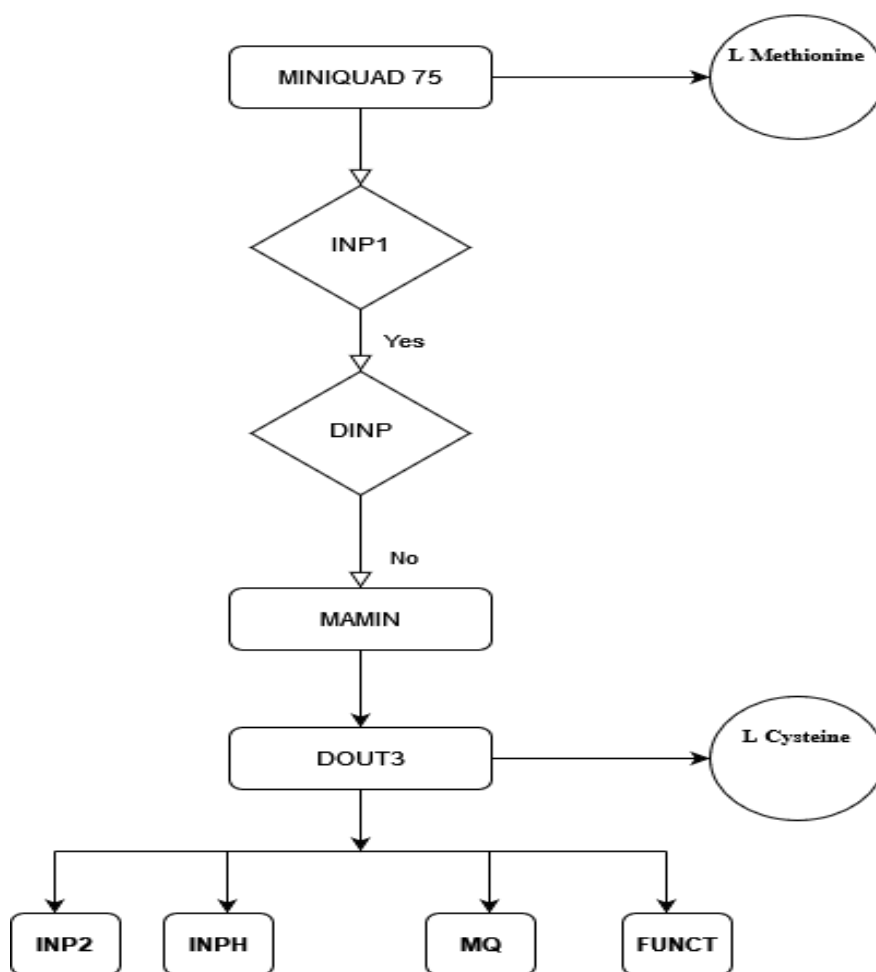 MINIQUAD 75
L Methionine
INP1
Yes
DINP
No
MAMIN
DOUT3
L Cysteine
INP2
INPH
MQ
FUNCT